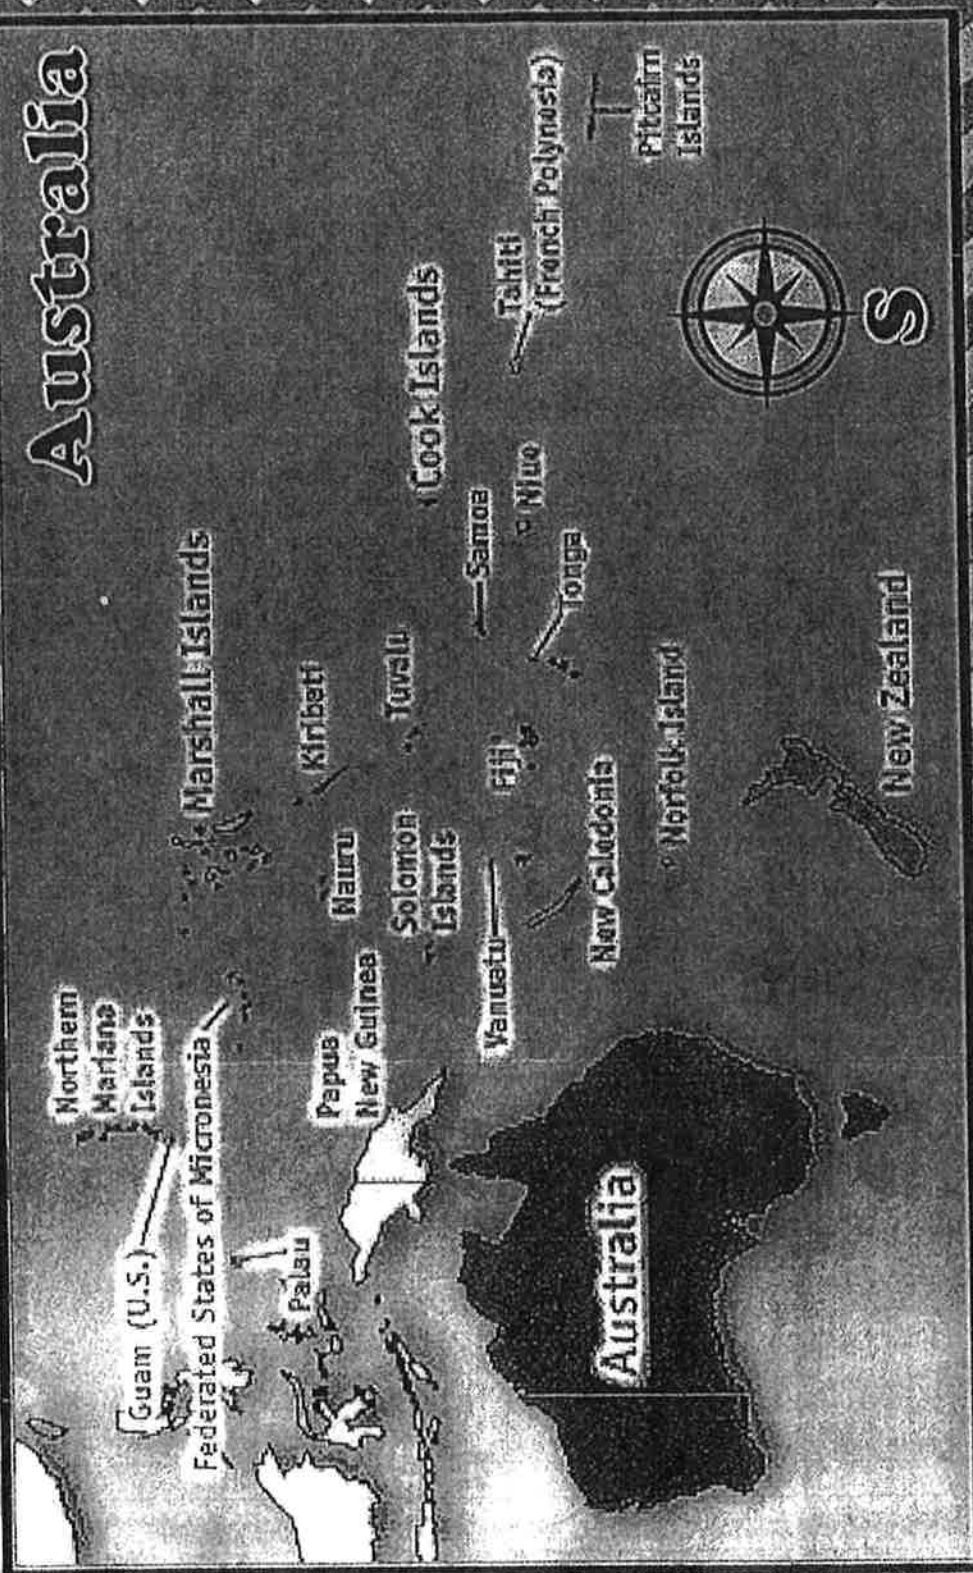 Australia
Northern
Mariana
Islands
Guam (U.S.)
Federated States of Micronesia
Marshall Islands
Palau
Kiribati
Nauru
Papua
New Guinea
Tuvalu
Solomon
Islands
Cook Islands
Samoa
Vanuatu
Fiji
Niue
Tahiti
(French Polynesia)
Tonga
New Caledonia
Pitcairn
Islands
Norfolk Island
Australia
New Zealand
S